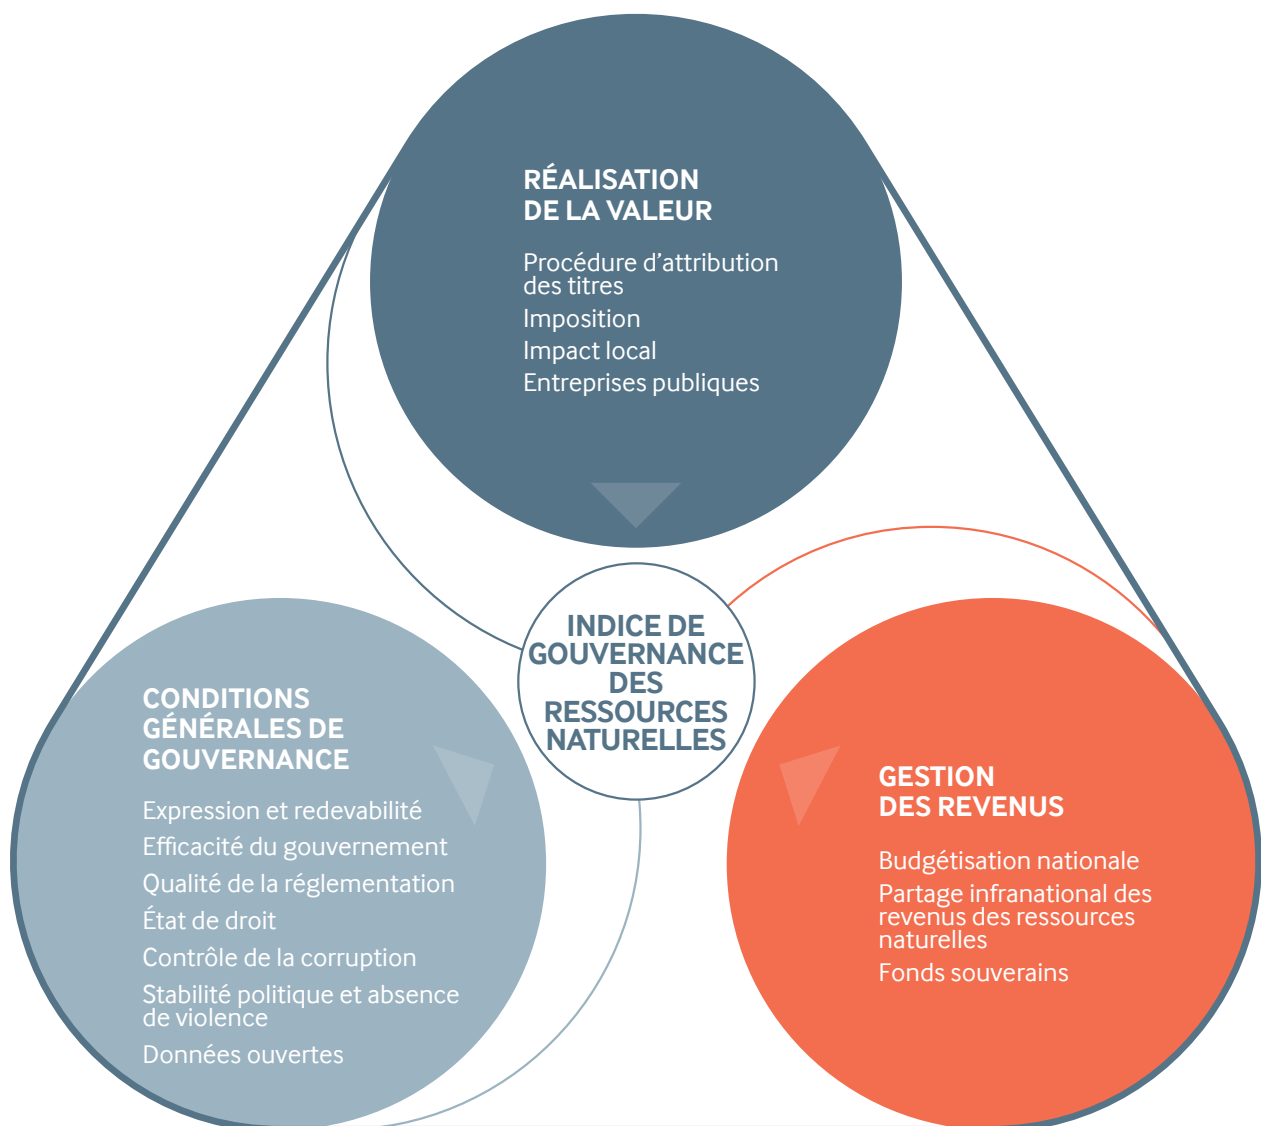 RÉALISATION
DE LA VALEUR
Procédure d’attribution
des titres
Imposition
Impact local
Entreprises publiques
INDICE DE
GOUVERNANCE
DES
RESSOURCES
NATURELLES
CONDITIONS
GÉNÉRALES DE
GOUVERNANCE
Expression et redevabilité
Efficacité du gouvernement
Qualité de la réglementation
État de droit
Contrôle de la corruption
Stabilité politique et absence
de violence
Données ouvertes
GESTION
DES REVENUS
Budgétisation nationale
Partage infranational des
revenus des ressources
naturelles
Fonds souverains